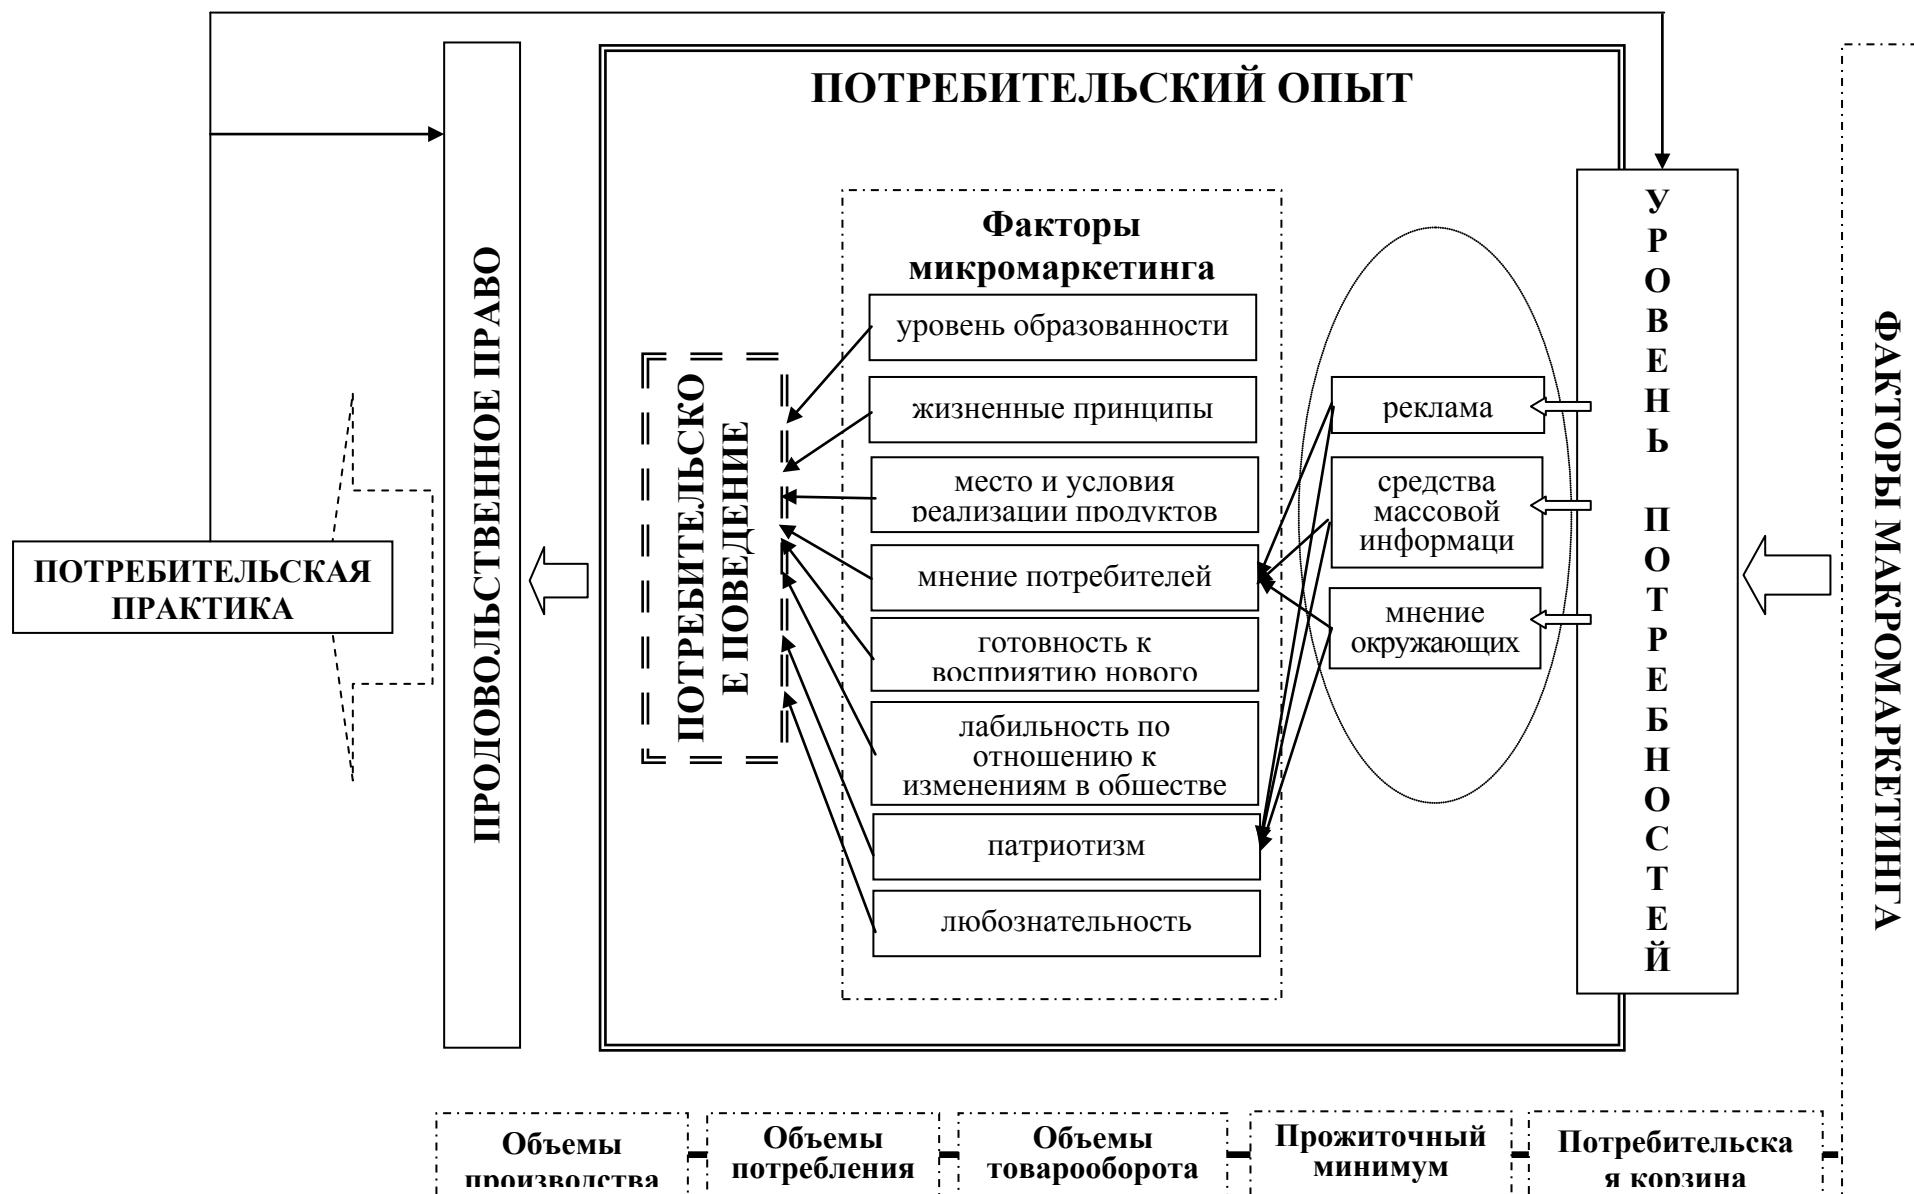 ПОТРЕБИТЕЛЬСКИЙ ОПЫТ
ПОТРЕБИТЕЛЬСКАЯ
ПРАКТИКА
ПРОДОВОЛЬСТВЕННОЕ ПРАВО
ПОТРЕБИТЕЛЬСКО
Е ПОВЕДЕНИЕ
Факторы
микромаркетинга
уровень образованности
жизненные принципы
место и условия
реализации продуктов
мнение потребителей
готовность к
восприятию нового
лабильность по
отношению к
изменениям в обществе
патриотизм
любознательность
реклама
средства
массовой
информаци
мнение
окружающих
УРОВЕНЬ ПОТРЕБНОСТЕЙ
ФАКТОРЫ МАКРОМАРКЕТИНГА
Объемы
производства
Объемы
потребления
Объемы
товарооборота
Прожиточный
минимум
Потребительска
я корзина